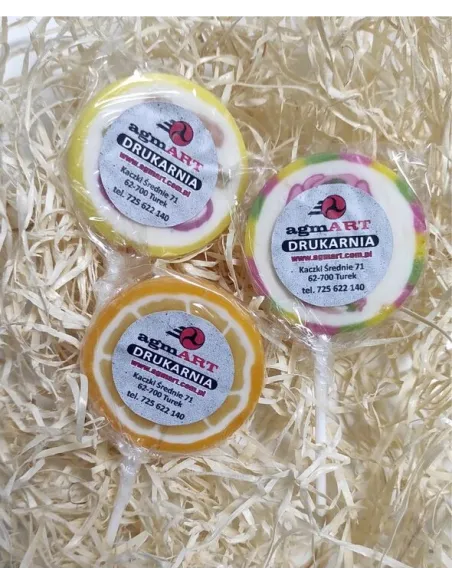 agmART
DRUKARNIA
www.agmart.com.pl
Kaczki Średnie 71
62-700 Turek
tel. 725 622 140
agmART
DRUKARNIA
www.agmart.com.pl
Kaczki Średnie 71
62-700 Turek
tel. 725 622 140
agmART
DRUKARNIA
www.agmart.com.pl
Kaczki Średnie 71
62-700 Turek
tel. 725 622 140